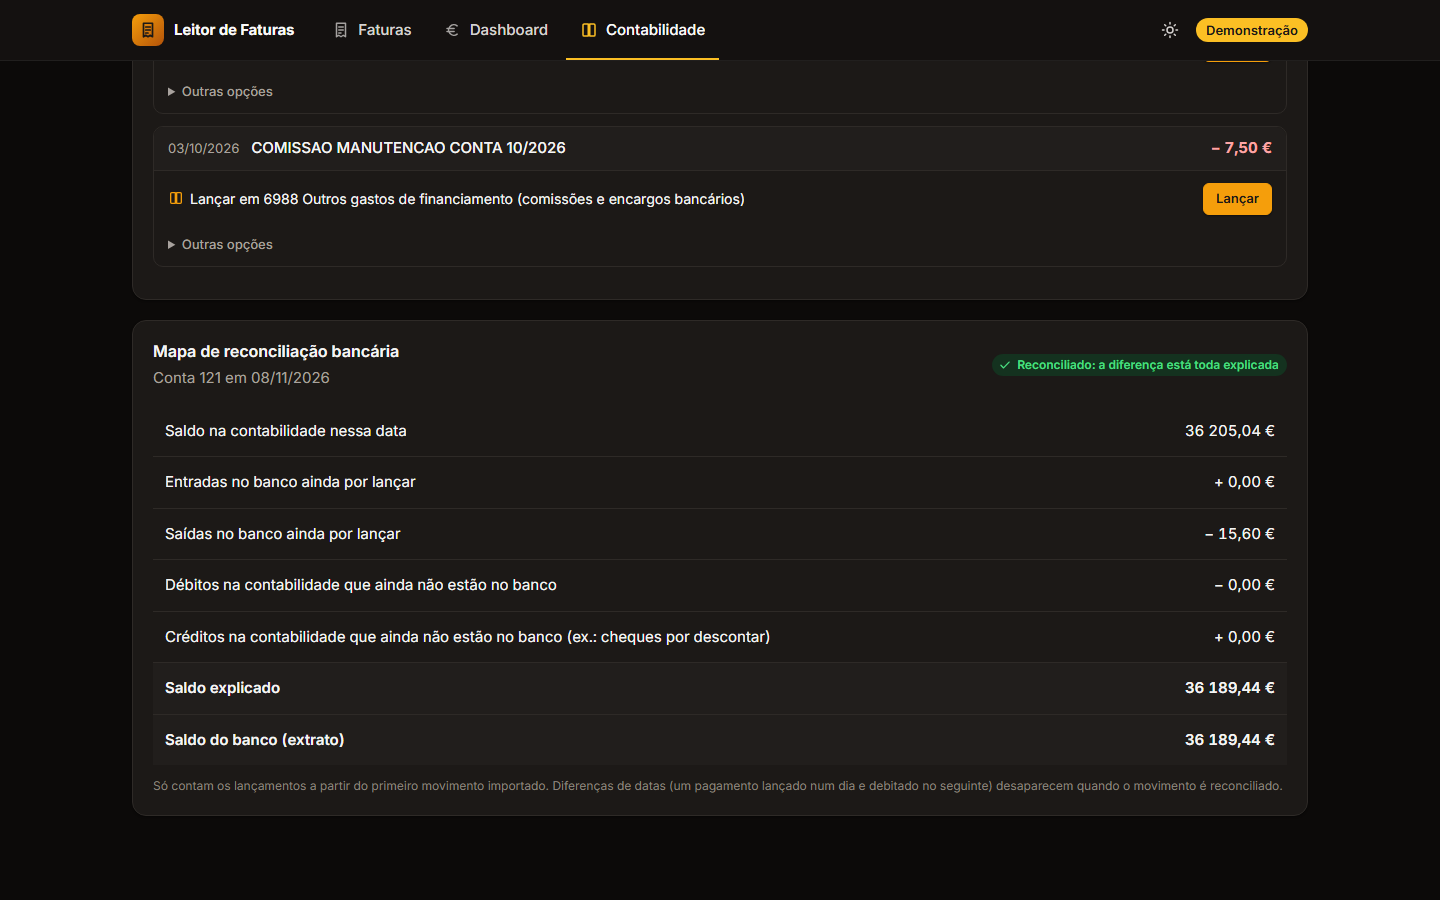 Leitor de Faturas
Faturas
Dashboard
Contabilidade
Demonstração
Outras opções
03/10/2026 COMISSAO MANUTENCAO CONTA 10/2026 − 7,50 €
Lançar em 6988 Outros gastos de financiamento (comissões e encargos bancários)
Lançar
Outras opções
Mapa de reconciliação bancária
Conta 121 em 08/11/2026
Reconciliado: a diferença está toda explicada
Saldo na contabilidade nessa data 36 205,04 €
Entradas no banco ainda por lançar + 0,00 €
Saídas no banco ainda por lançar − 15,60 €
Débitos na contabilidade que ainda não estão no banco − 0,00 €
Créditos na contabilidade que ainda não estão no banco (ex.: cheques por descontar) + 0,00 €
Saldo explicado 36 189,44 €
Saldo do banco (extrato) 36 189,44 €
Só contam os lançamentos a partir do primeiro movimento importado. Diferenças de datas (um pagamento lançado num dia e debitado no seguinte) desaparecem quando o movimento é reconciliado.